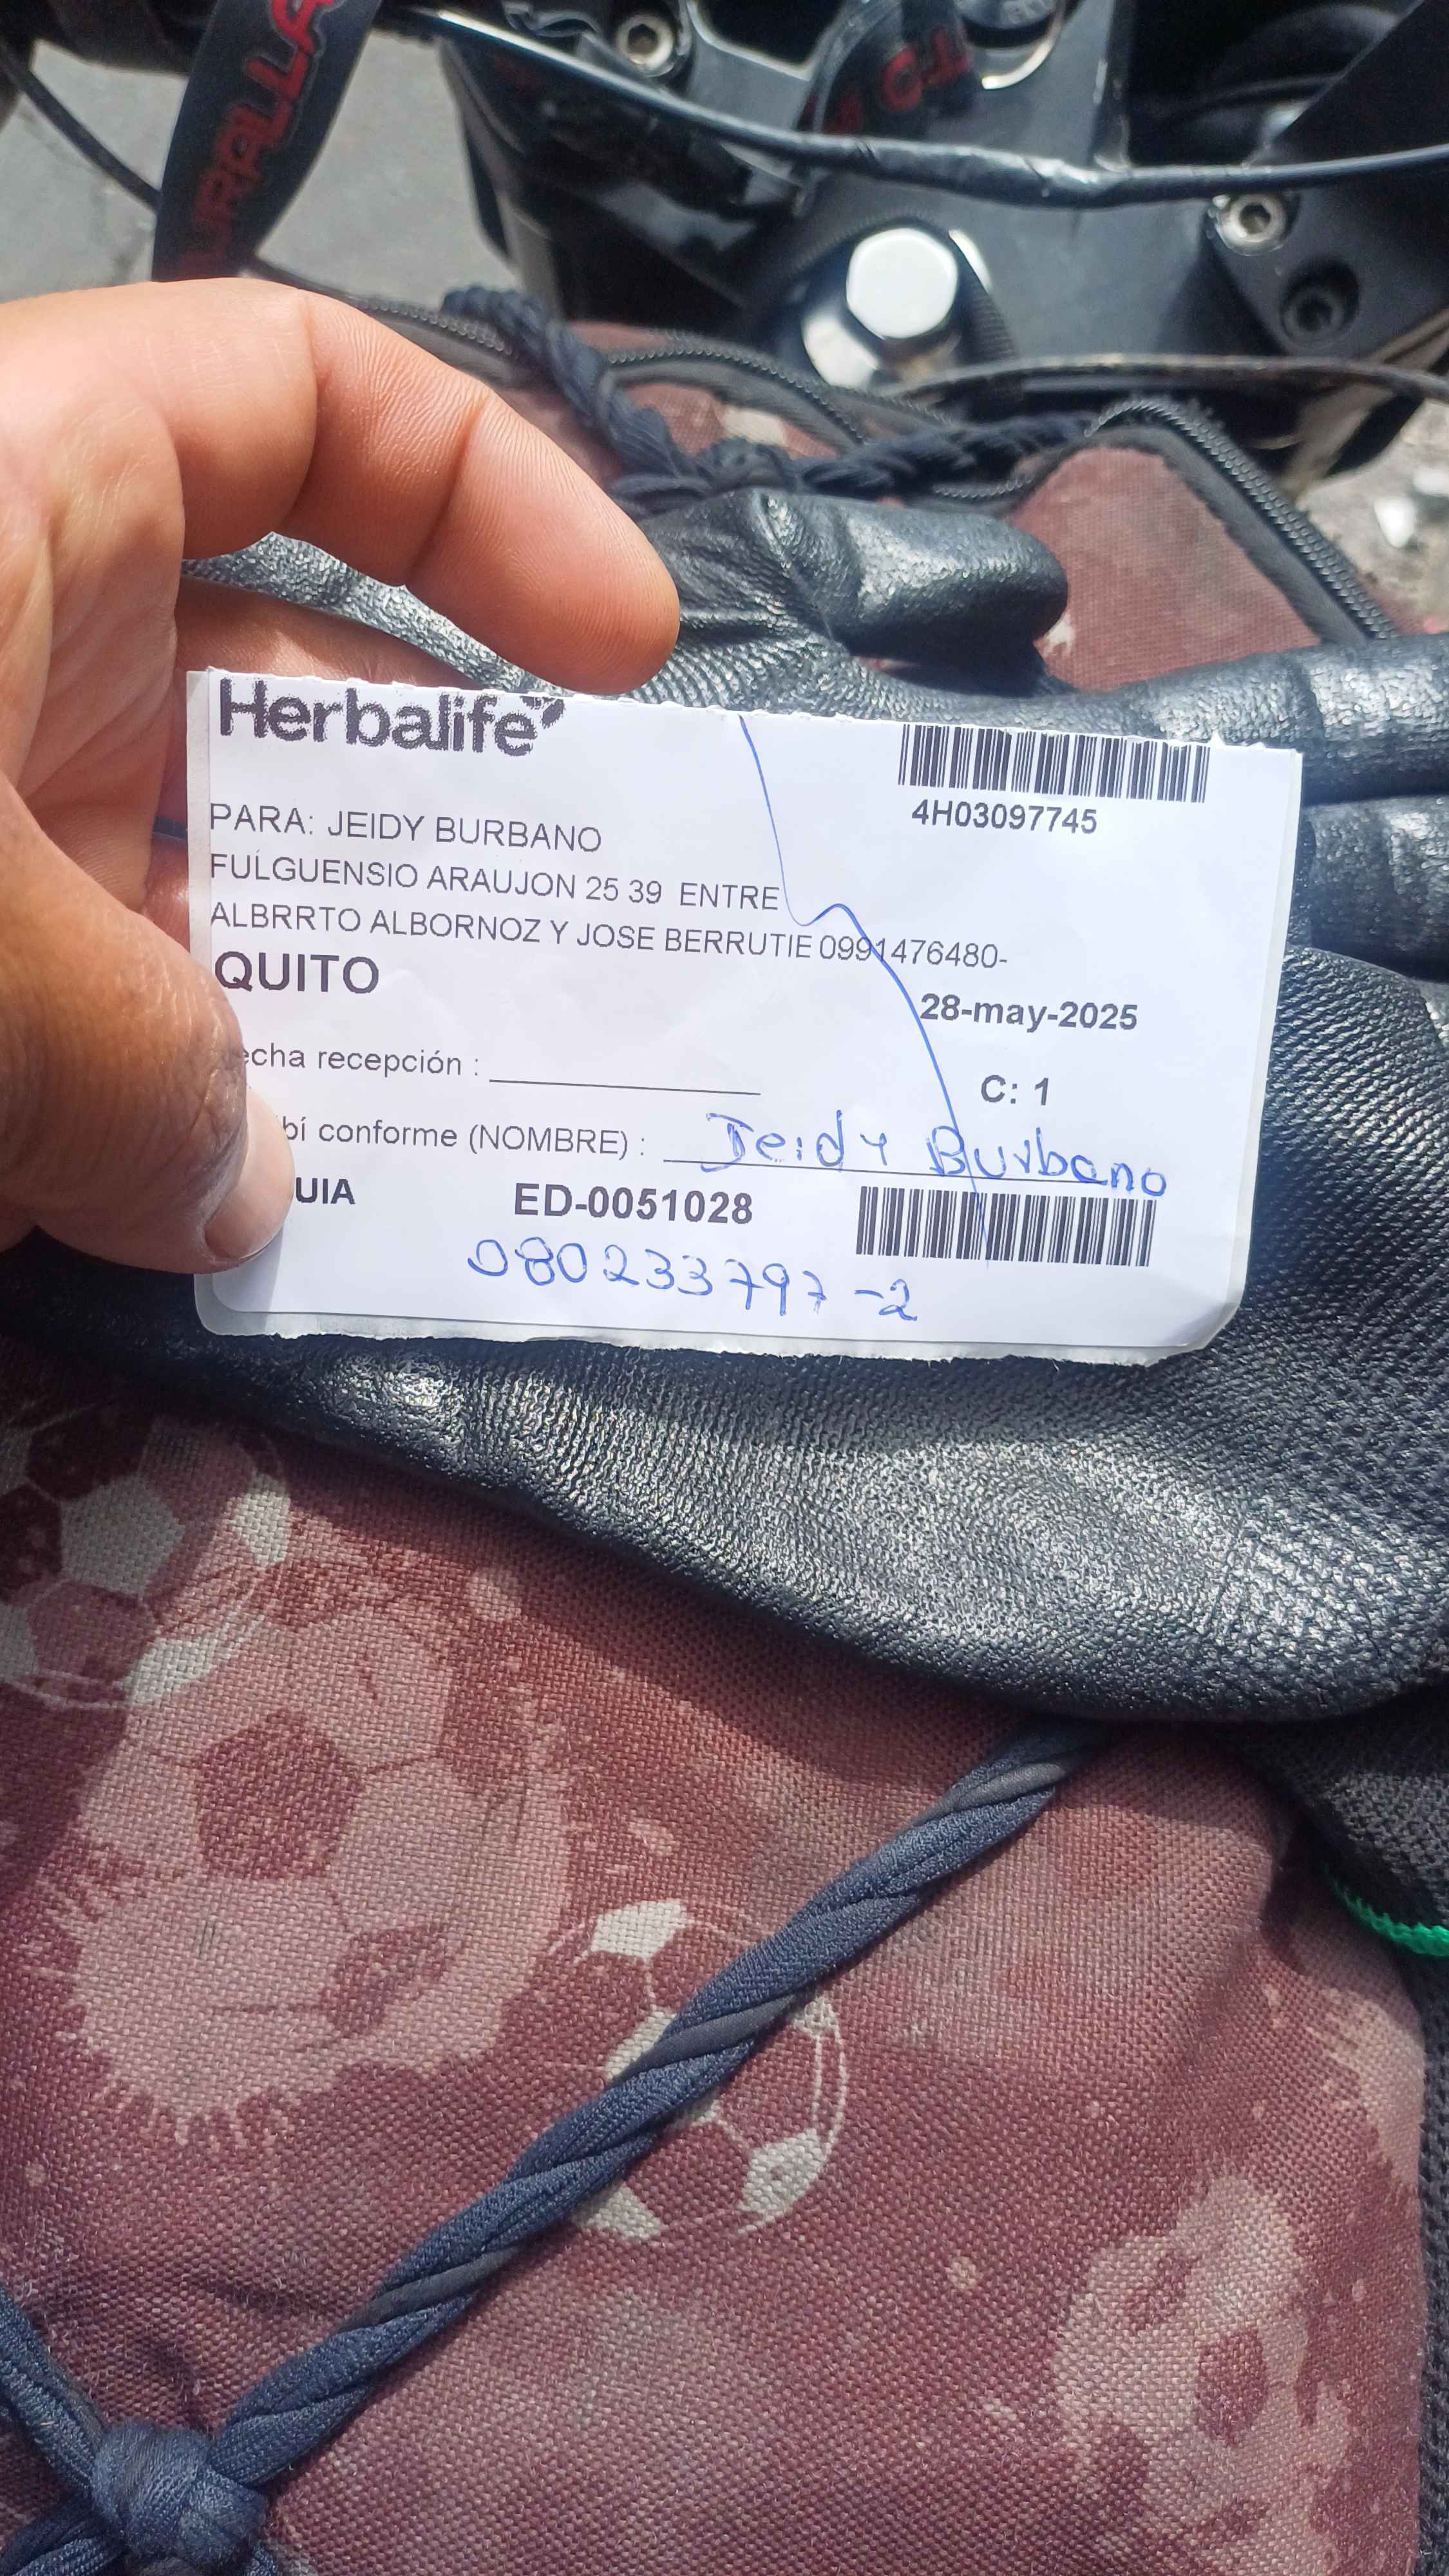 Herbalife
4H03097745
PARA: JEIDY BURBANO
FULGUENSIO ARAUJON 25 39 ENTRE
ALBRRTO ALBORNOZ Y JOSE BERRUTIE 0991476480-
QUITO
28-may-2025
echa recepción :
C: 1
bí conforme (NOMBRE) : Jeidy Burbano
UIA ED-0051028
080233797-2